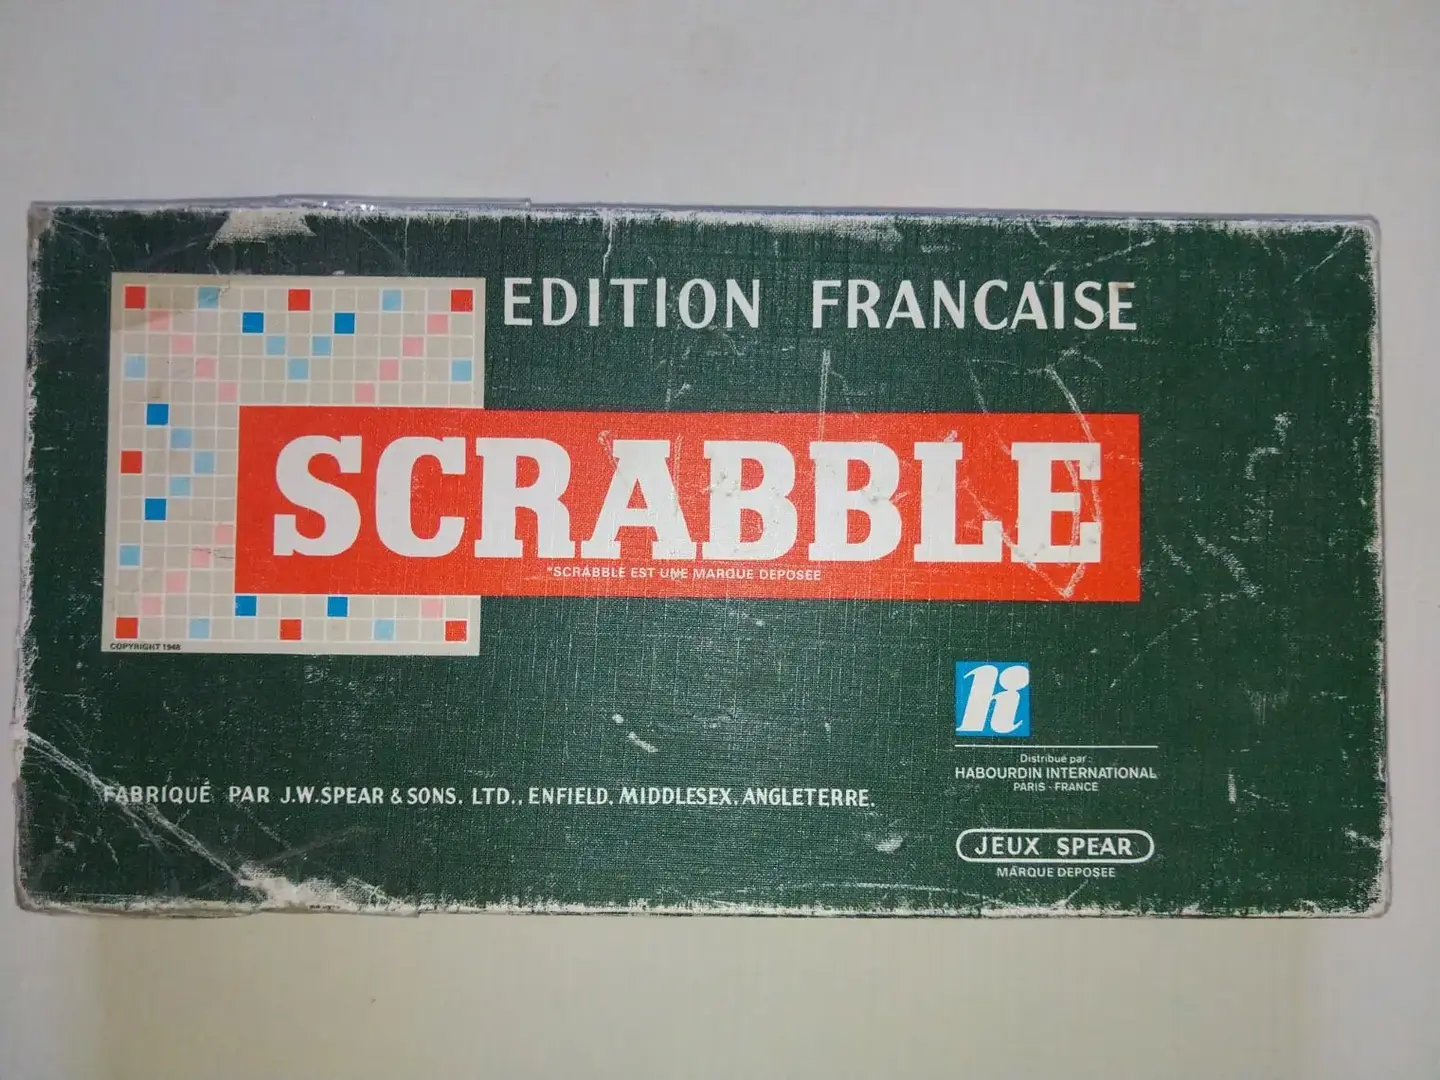 EDITION FRANCAISE
SCRABBLE
"SCRABBLE EST UNE MARQUE DEPOSEE
COPYRIGHT 1948
hi
Distribué par :
HABOURDIN INTERNATIONAL
PARIS - FRANCE
FABRIQUÉ PAR J.W.SPEAR & SONS. LTD., ENFIELD. MIDDLESEX. ANGLETERRE.
JEUX SPEAR
MARQUE DEPOSEE